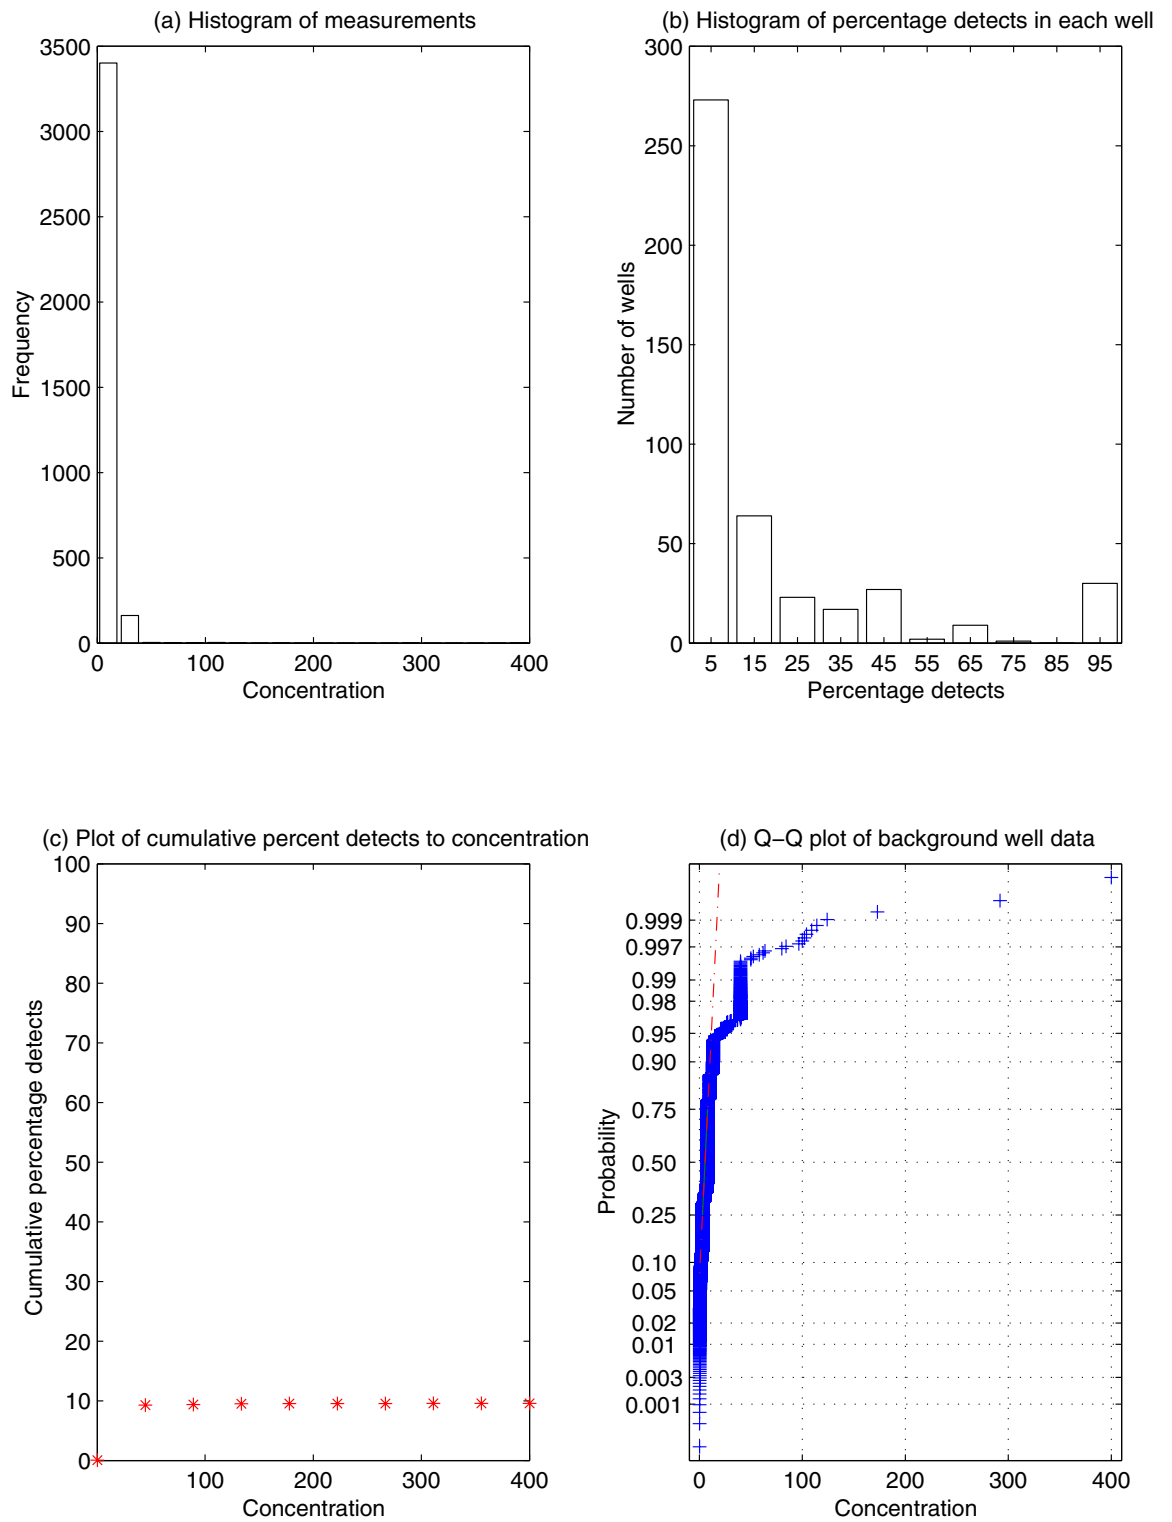 (a) Histogram of measurements
3500
3000
2500
2000
1500
1000
500
0
Frequency
0 100 200 300 400
Concentration
(b) Histogram of percentage detects in each well
300
250
200
150
100
50
0
Number of wells
5 15 25 35 45 55 65 75 85 95
Percentage detects
(c) Plot of cumulative percent detects to concentration
100
90
80
70
60
50
40
30
20
10
0
Cumulative percentage detects
100 200 300 400
Concentration
(d) Q−Q plot of background well data
0.999
0.997
0.99
0.98
0.95
0.90
0.75
0.50
0.25
0.10
0.05
0.02
0.01
0.003
0.001
Probability
0 100 200 300 400
Concentration